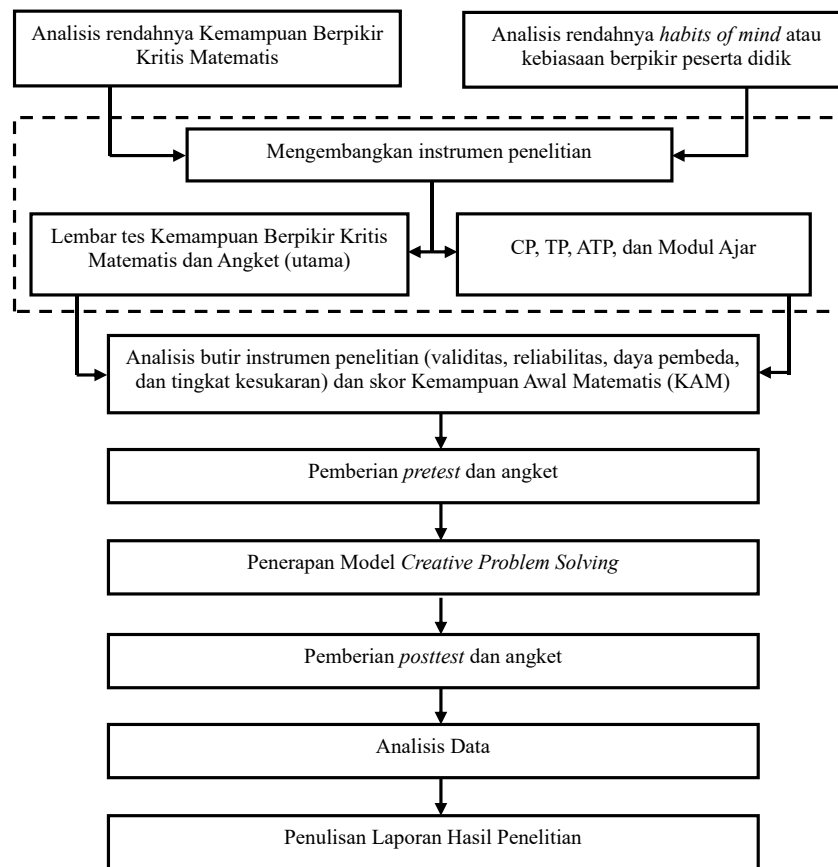 Analisis rendahnya Kemampuan Berpikir
Kritis Matematis
Analisis rendahnya habits of mind atau
kebiasaan berpikir peserta didik
Mengembangkan instrumen penelitian
Lembar tes Kemampuan Berpikir Kritis
Matematis dan Angket (utama)
CP, TP, ATP, dan Modul Ajar
Analisis butir instrumen penelitian (validitas, reliabilitas, daya pembeda,
dan tingkat kesukaran) dan skor Kemampuan Awal Matematis (KAM)
Pemberian pretest dan angket
Penerapan Model Creative Problem Solving
Pemberian posttest dan angket
Analisis Data
Penulisan Laporan Hasil Penelitian